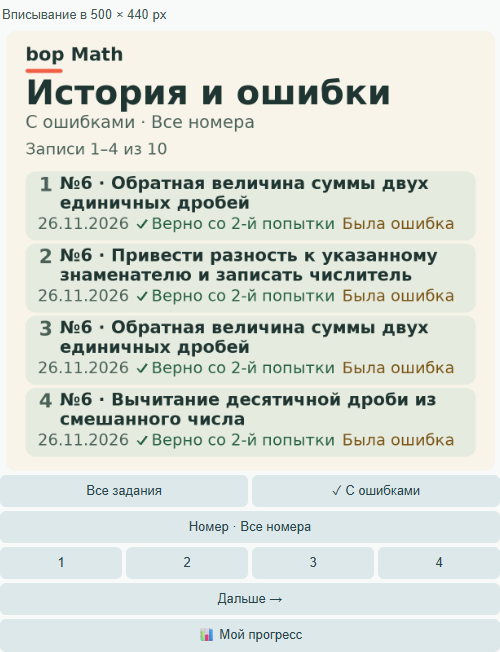 Вписывание в 500 × 440 px
bop Math
История и ошибки
С ошибками · Все номера
Записи 1–4 из 10
1 №6 · Обратная величина суммы двух
единичных дробей
26.11.2026 ✓ Верно со 2-й попытки Была ошибка
2 №6 · Привести разность к указанному
знаменателю и записать числитель
26.11.2026 ✓ Верно со 2-й попытки Была ошибка
3 №6 · Обратная величина суммы двух
единичных дробей
26.11.2026 ✓ Верно со 2-й попытки Была ошибка
4 №6 · Вычитание десятичной дроби из
смешанного числа
26.11.2026 ✓ Верно со 2-й попытки Была ошибка
Все задания ✓ С ошибками
Номер · Все номера
1 2 3 4
Дальше →
📊 Мой прогресс